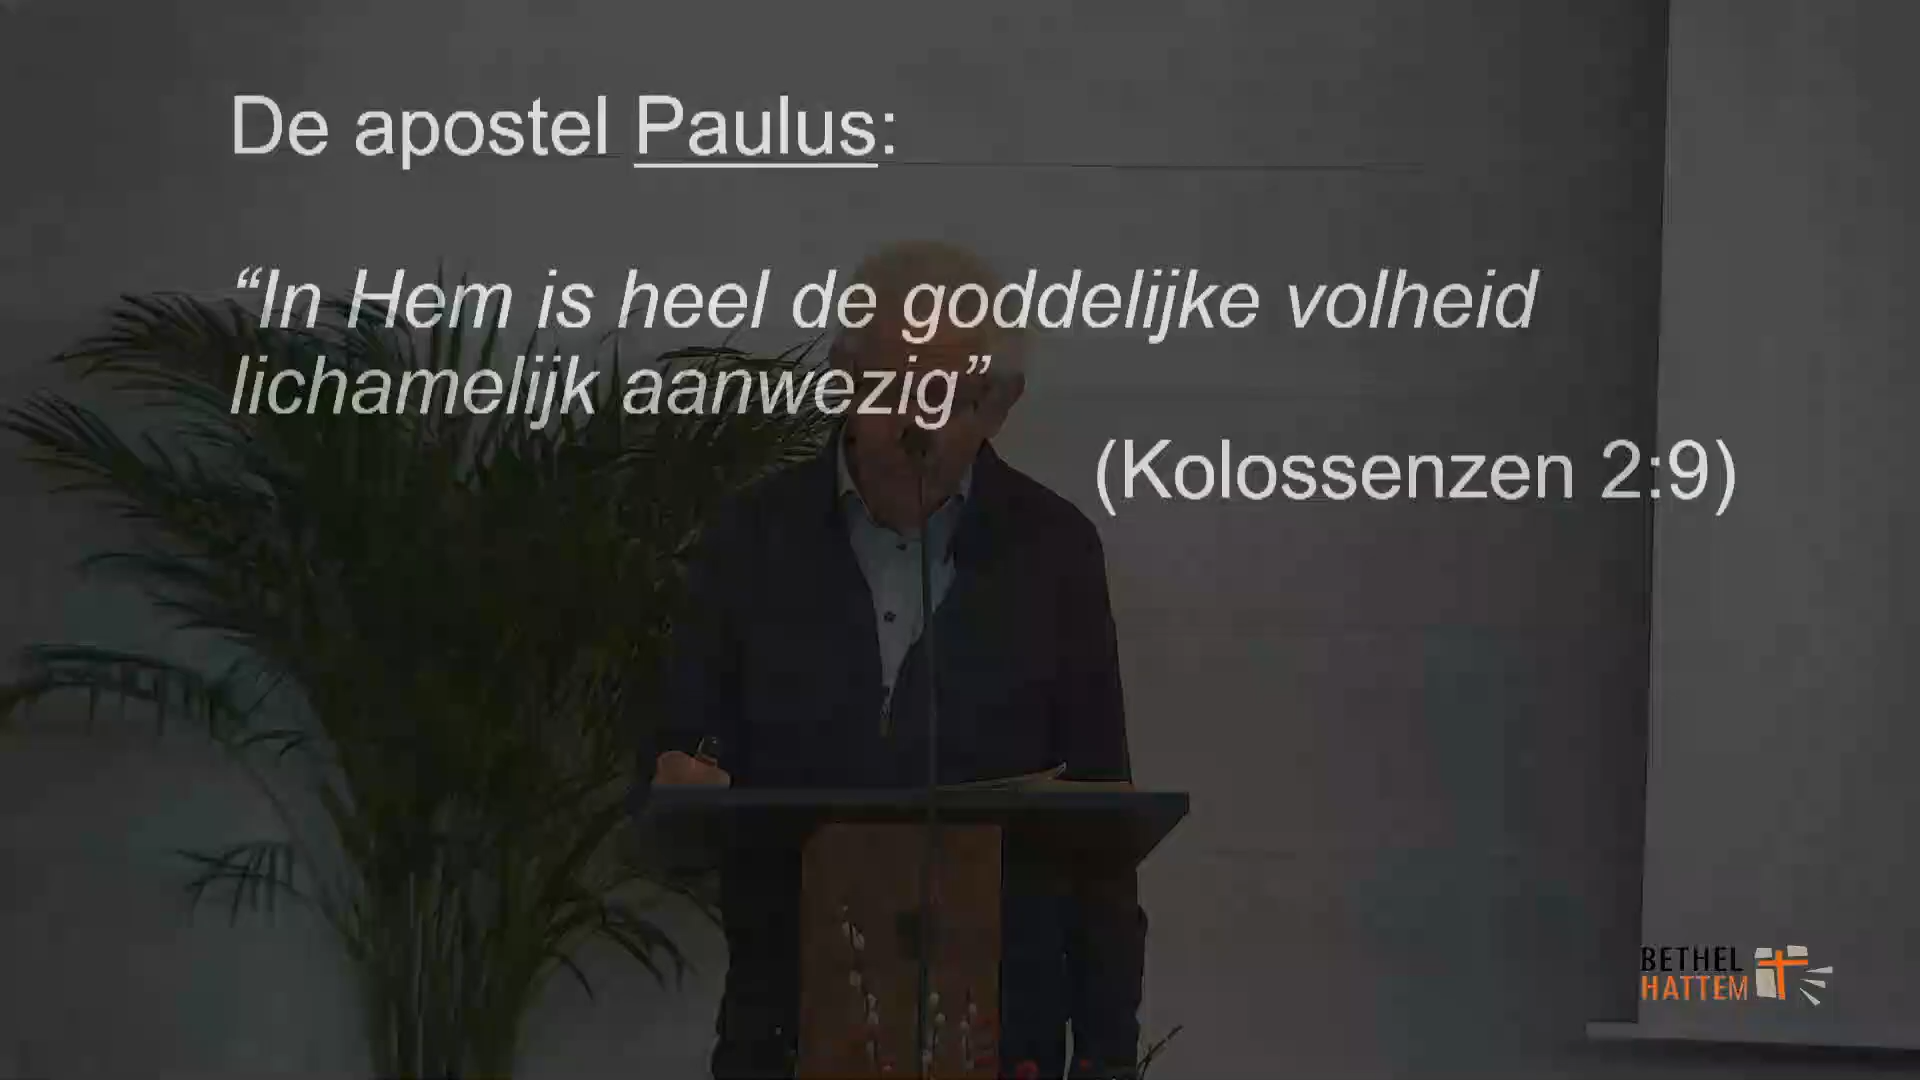 De apostel Paulus:
“In Hem is heel de goddelijke volheid
lichamelijk aanwezig”
(Kolossenzen 2:9)
BETHEL
HATTEM